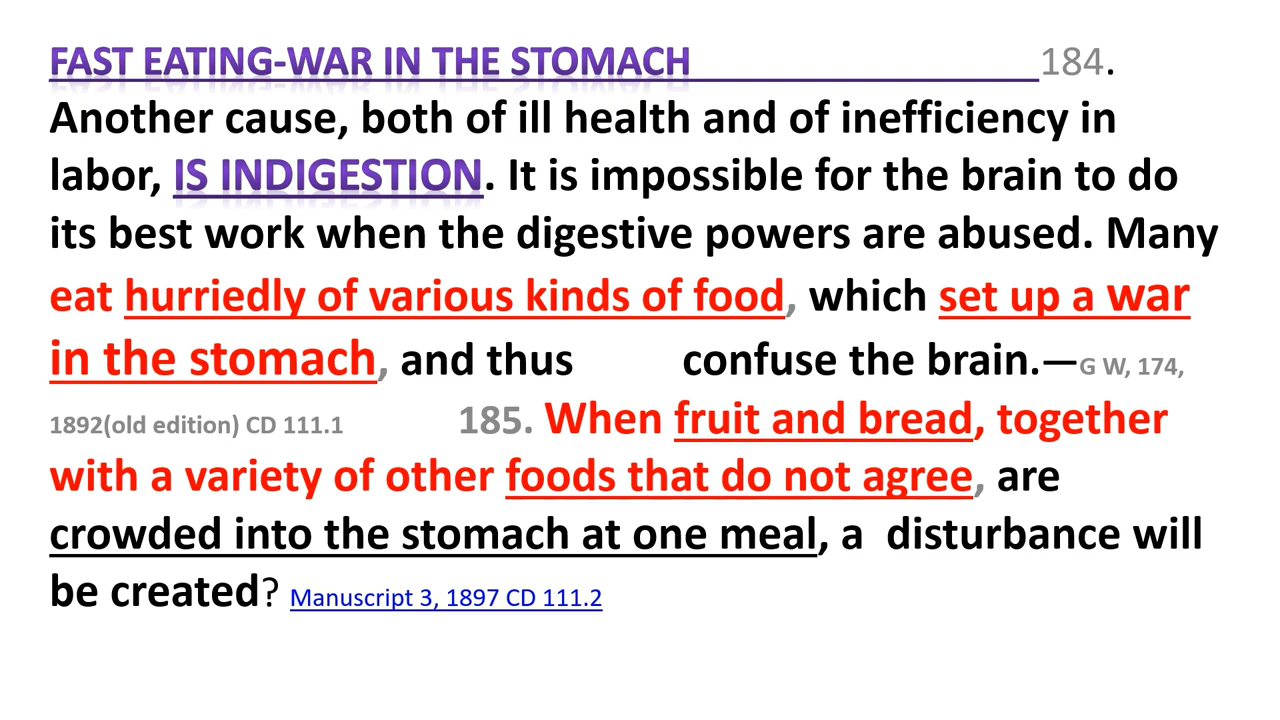 FAST EATING-WAR IN THE STOMACH 184.
Another cause, both of ill health and of inefficiency in
labor, IS INDIGESTION. It is impossible for the brain to do
its best work when the digestive powers are abused. Many
eat hurriedly of various kinds of food, which set up a war
in the stomach, and thus confuse the brain.—G W, 174,
1892(old edition) CD 111.1 185. When fruit and bread, together
with a variety of other foods that do not agree, are
crowded into the stomach at one meal, a disturbance will
be created? Manuscript 3, 1897 CD 111.2